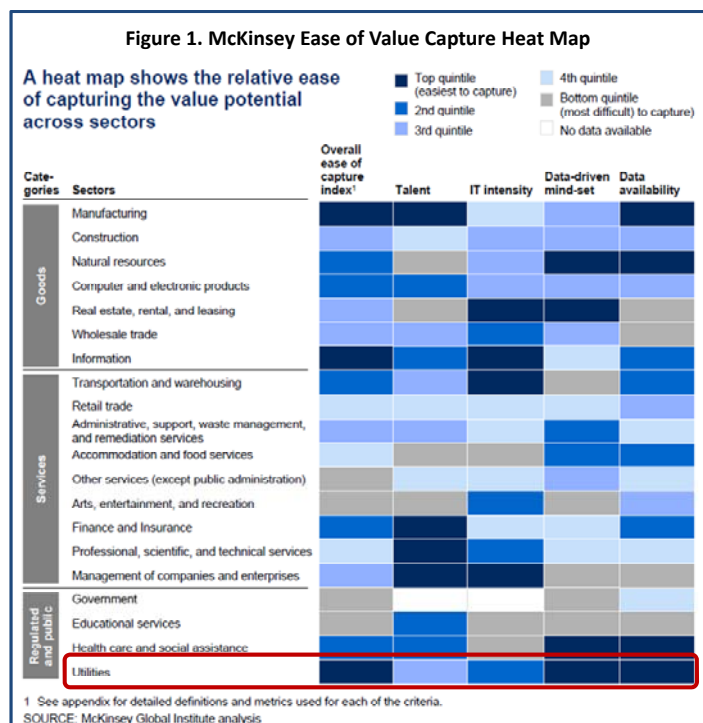 Figure 1. McKinsey Ease of Value Capture Heat Map
A heat map shows the relative ease
of capturing the value potential
across sectors
Top quintile
(easiest to capture)
2nd quintile
3rd quintile
4th quintile
Bottom quintile
(most difficult) to capture)
No data available
Cate-
gories
Sectors
Overall
ease of
capture
index1
Talent
IT intensity
Data-driven
mind-set
Data
availability
Goods
Manufacturing
Construction
Natural resources
Computer and electronic products
Real estate, rental, and leasing
Wholesale trade
Information
Services
Transportation and warehousing
Retail trade
Administrative, support, waste management,
and remediation services
Accommodation and food services
Other services (except public administration)
Arts, entertainment, and recreation
Finance and Insurance
Professional, scientific, and technical services
Management of companies and enterprises
Regulated
and public
Government
Educational services
Health care and social assistance
Utilities
1 See appendix for detailed definitions and metrics used for each of the criteria.
SOURCE: McKinsey Global Institute analysis